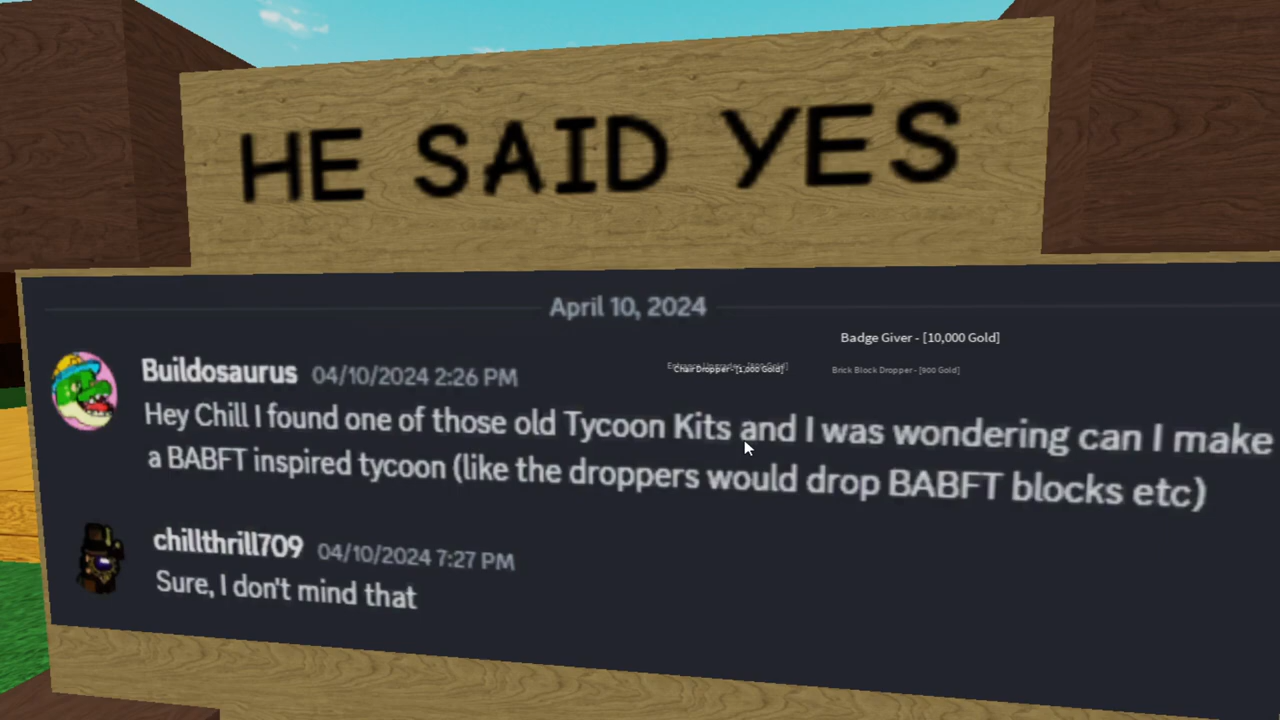 HE SAID YES
April 10, 2024
Badge Giver - [10,000 Gold]
Chair Dropper - [1,000 Gold]
Brick Block Dropper - [900 Gold]
Buildosaurus 04/10/2024 2:26 PM
Hey Chill I found one of those old Tycoon Kits and I was wondering can I make
a BABFT inspired tycoon (like the droppers would drop BABFT blocks etc)
chillthrill709 04/10/2024 7:27 PM
Sure, I don't mind that